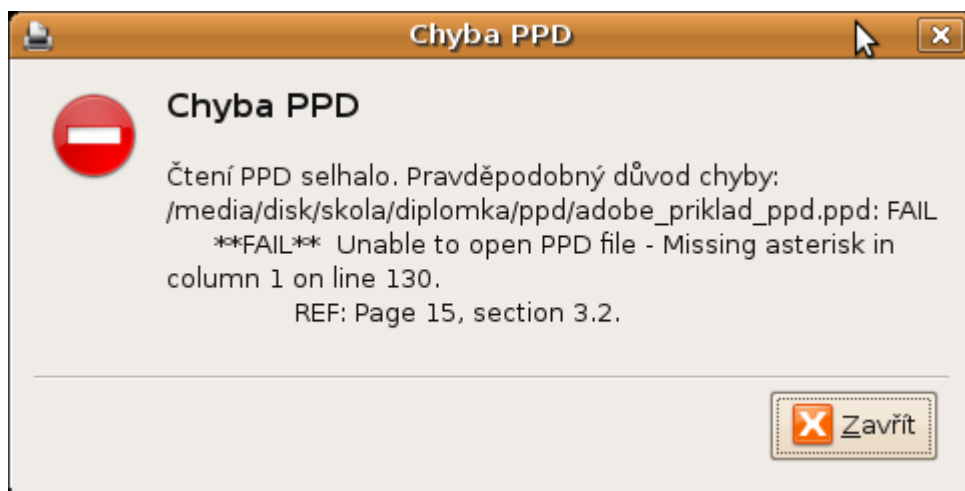 Chyba PPD
Chyba PPD
Čtení PPD selhalo. Pravděpodobný důvod chyby:
/media/disk/skola/diplomka/ppd/adobe_priklad_ppd.ppd: FAIL
**FAIL**  Unable to open PPD file - Missing asterisk in
column 1 on line 130.
REF: Page 15, section 3.2.
Zavřít